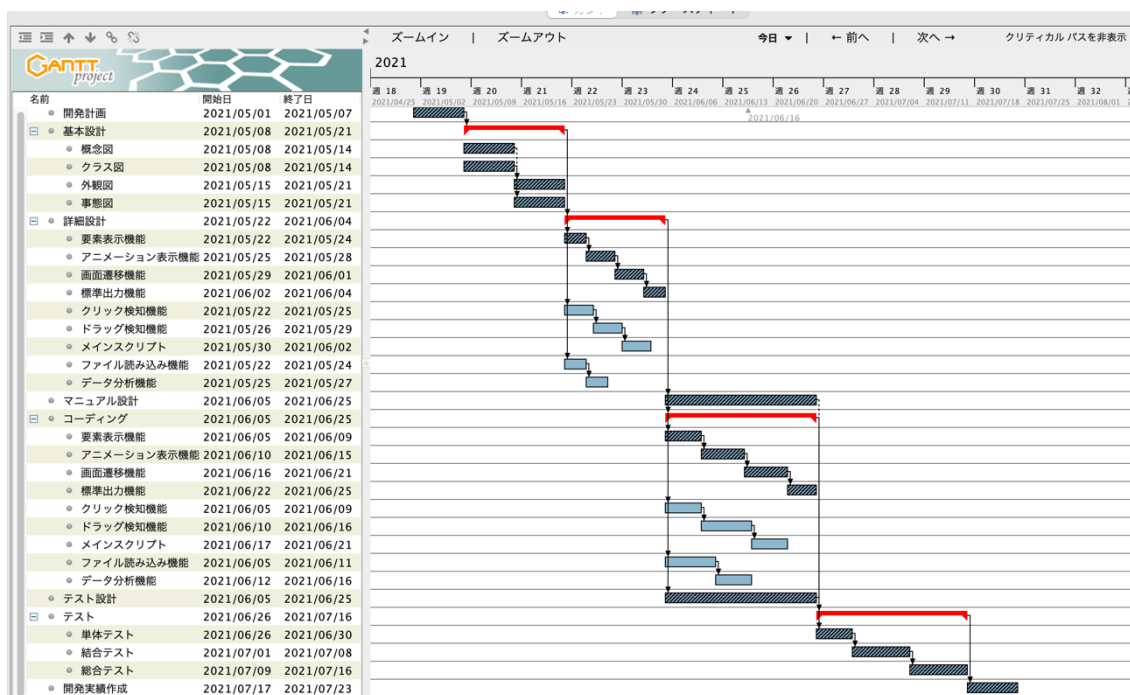 ズームイン | ズームアウト 今日 ▼ | ← 前へ | 次へ → クリティカル パスを非表示
GANTT project
2021
週 18 週 19 週 20 週 21 週 22 週 23 週 24 週 25 週 26 週 27 週 28 週 29 週 30 週 31 週 32
2021/04/25 2021/05/02 2021/05/09 2021/05/16 2021/05/23 2021/05/30 2021/06/06 2021/06/13 2021/06/20 2021/06/27 2021/07/04 2021/07/11 2021/07/18 2021/07/25 2021/08/01
名前 開始日 終了日
2021/06/16
開発計画 2021/05/01 2021/05/07
基本設計 2021/05/08 2021/05/21
概念図 2021/05/08 2021/05/14
クラス図 2021/05/08 2021/05/14
外観図 2021/05/15 2021/05/21
事態図 2021/05/15 2021/05/21
詳細設計 2021/05/22 2021/06/04
要素表示機能 2021/05/22 2021/05/24
アニメーション表示機能 2021/05/25 2021/05/28
画面遷移機能 2021/05/29 2021/06/01
標準出力機能 2021/06/02 2021/06/04
クリック検知機能 2021/05/22 2021/05/25
ドラッグ検知機能 2021/05/26 2021/05/29
メインスクリプト 2021/05/30 2021/06/02
ファイル読み込み機能 2021/05/22 2021/05/24
データ分析機能 2021/05/25 2021/05/27
マニュアル設計 2021/06/05 2021/06/25
コーディング 2021/06/05 2021/06/25
要素表示機能 2021/06/05 2021/06/09
アニメーション表示機能 2021/06/10 2021/06/15
画面遷移機能 2021/06/16 2021/06/21
標準出力機能 2021/06/22 2021/06/25
クリック検知機能 2021/06/05 2021/06/09
ドラッグ検知機能 2021/06/10 2021/06/16
メインスクリプト 2021/06/17 2021/06/21
ファイル読み込み機能 2021/06/05 2021/06/11
データ分析機能 2021/06/12 2021/06/16
テスト設計 2021/06/05 2021/06/25
テスト 2021/06/26 2021/07/16
単体テスト 2021/06/26 2021/06/30
結合テスト 2021/07/01 2021/07/08
総合テスト 2021/07/09 2021/07/16
開発実績作成 2021/07/17 2021/07/23